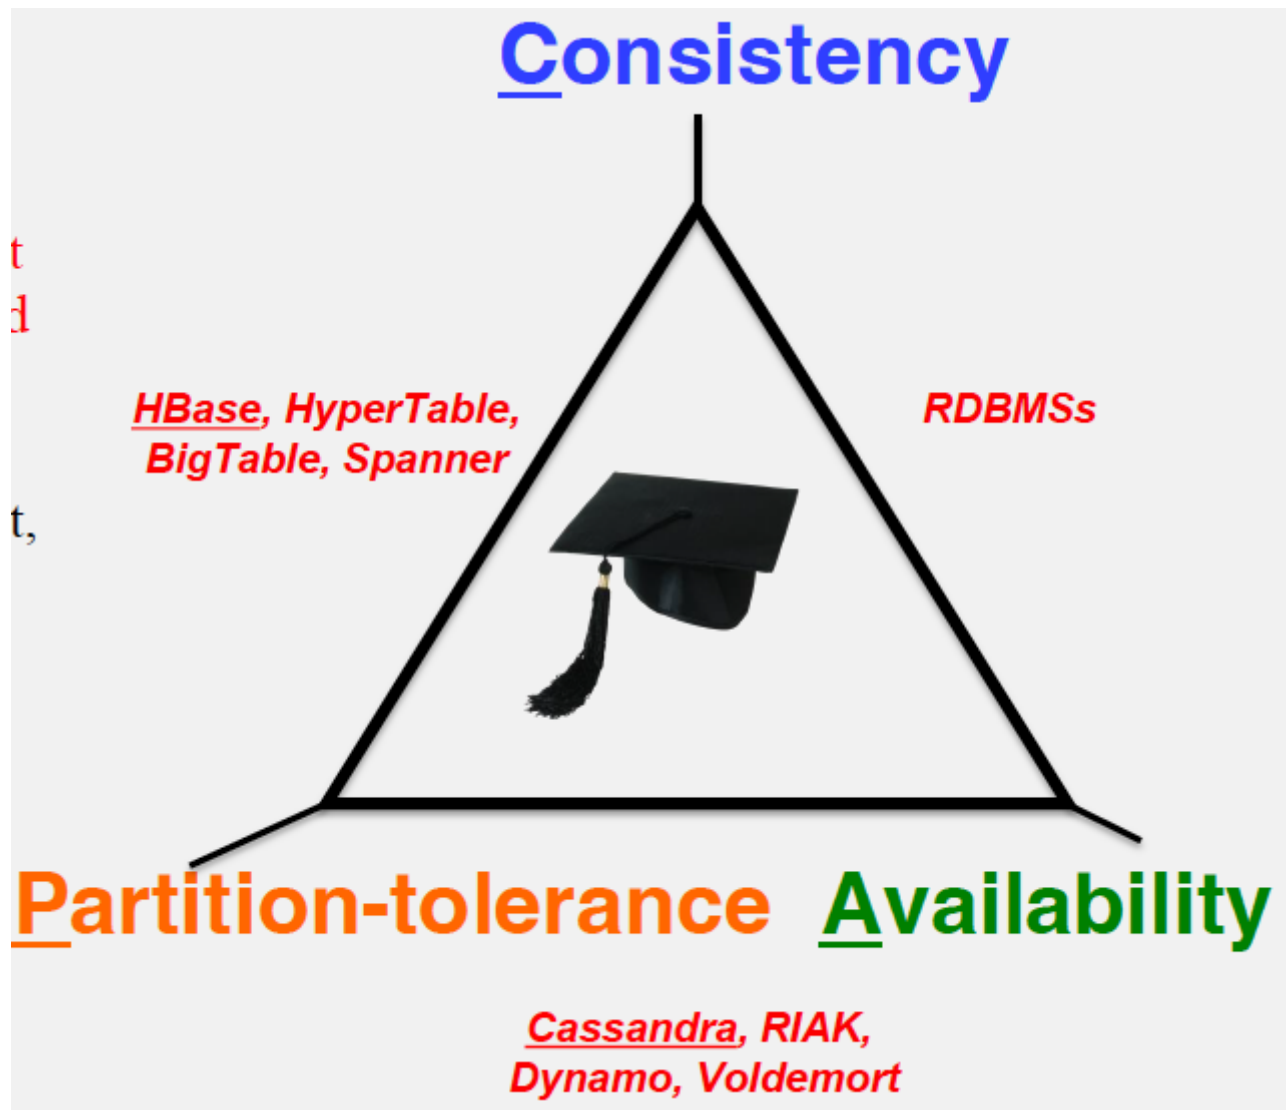 Consistency
t
d
HBase, HyperTable,
BigTable, Spanner
RDBMSs
t,
Partition-tolerance
Availability
Cassandra, RIAK,
Dynamo, Voldemort